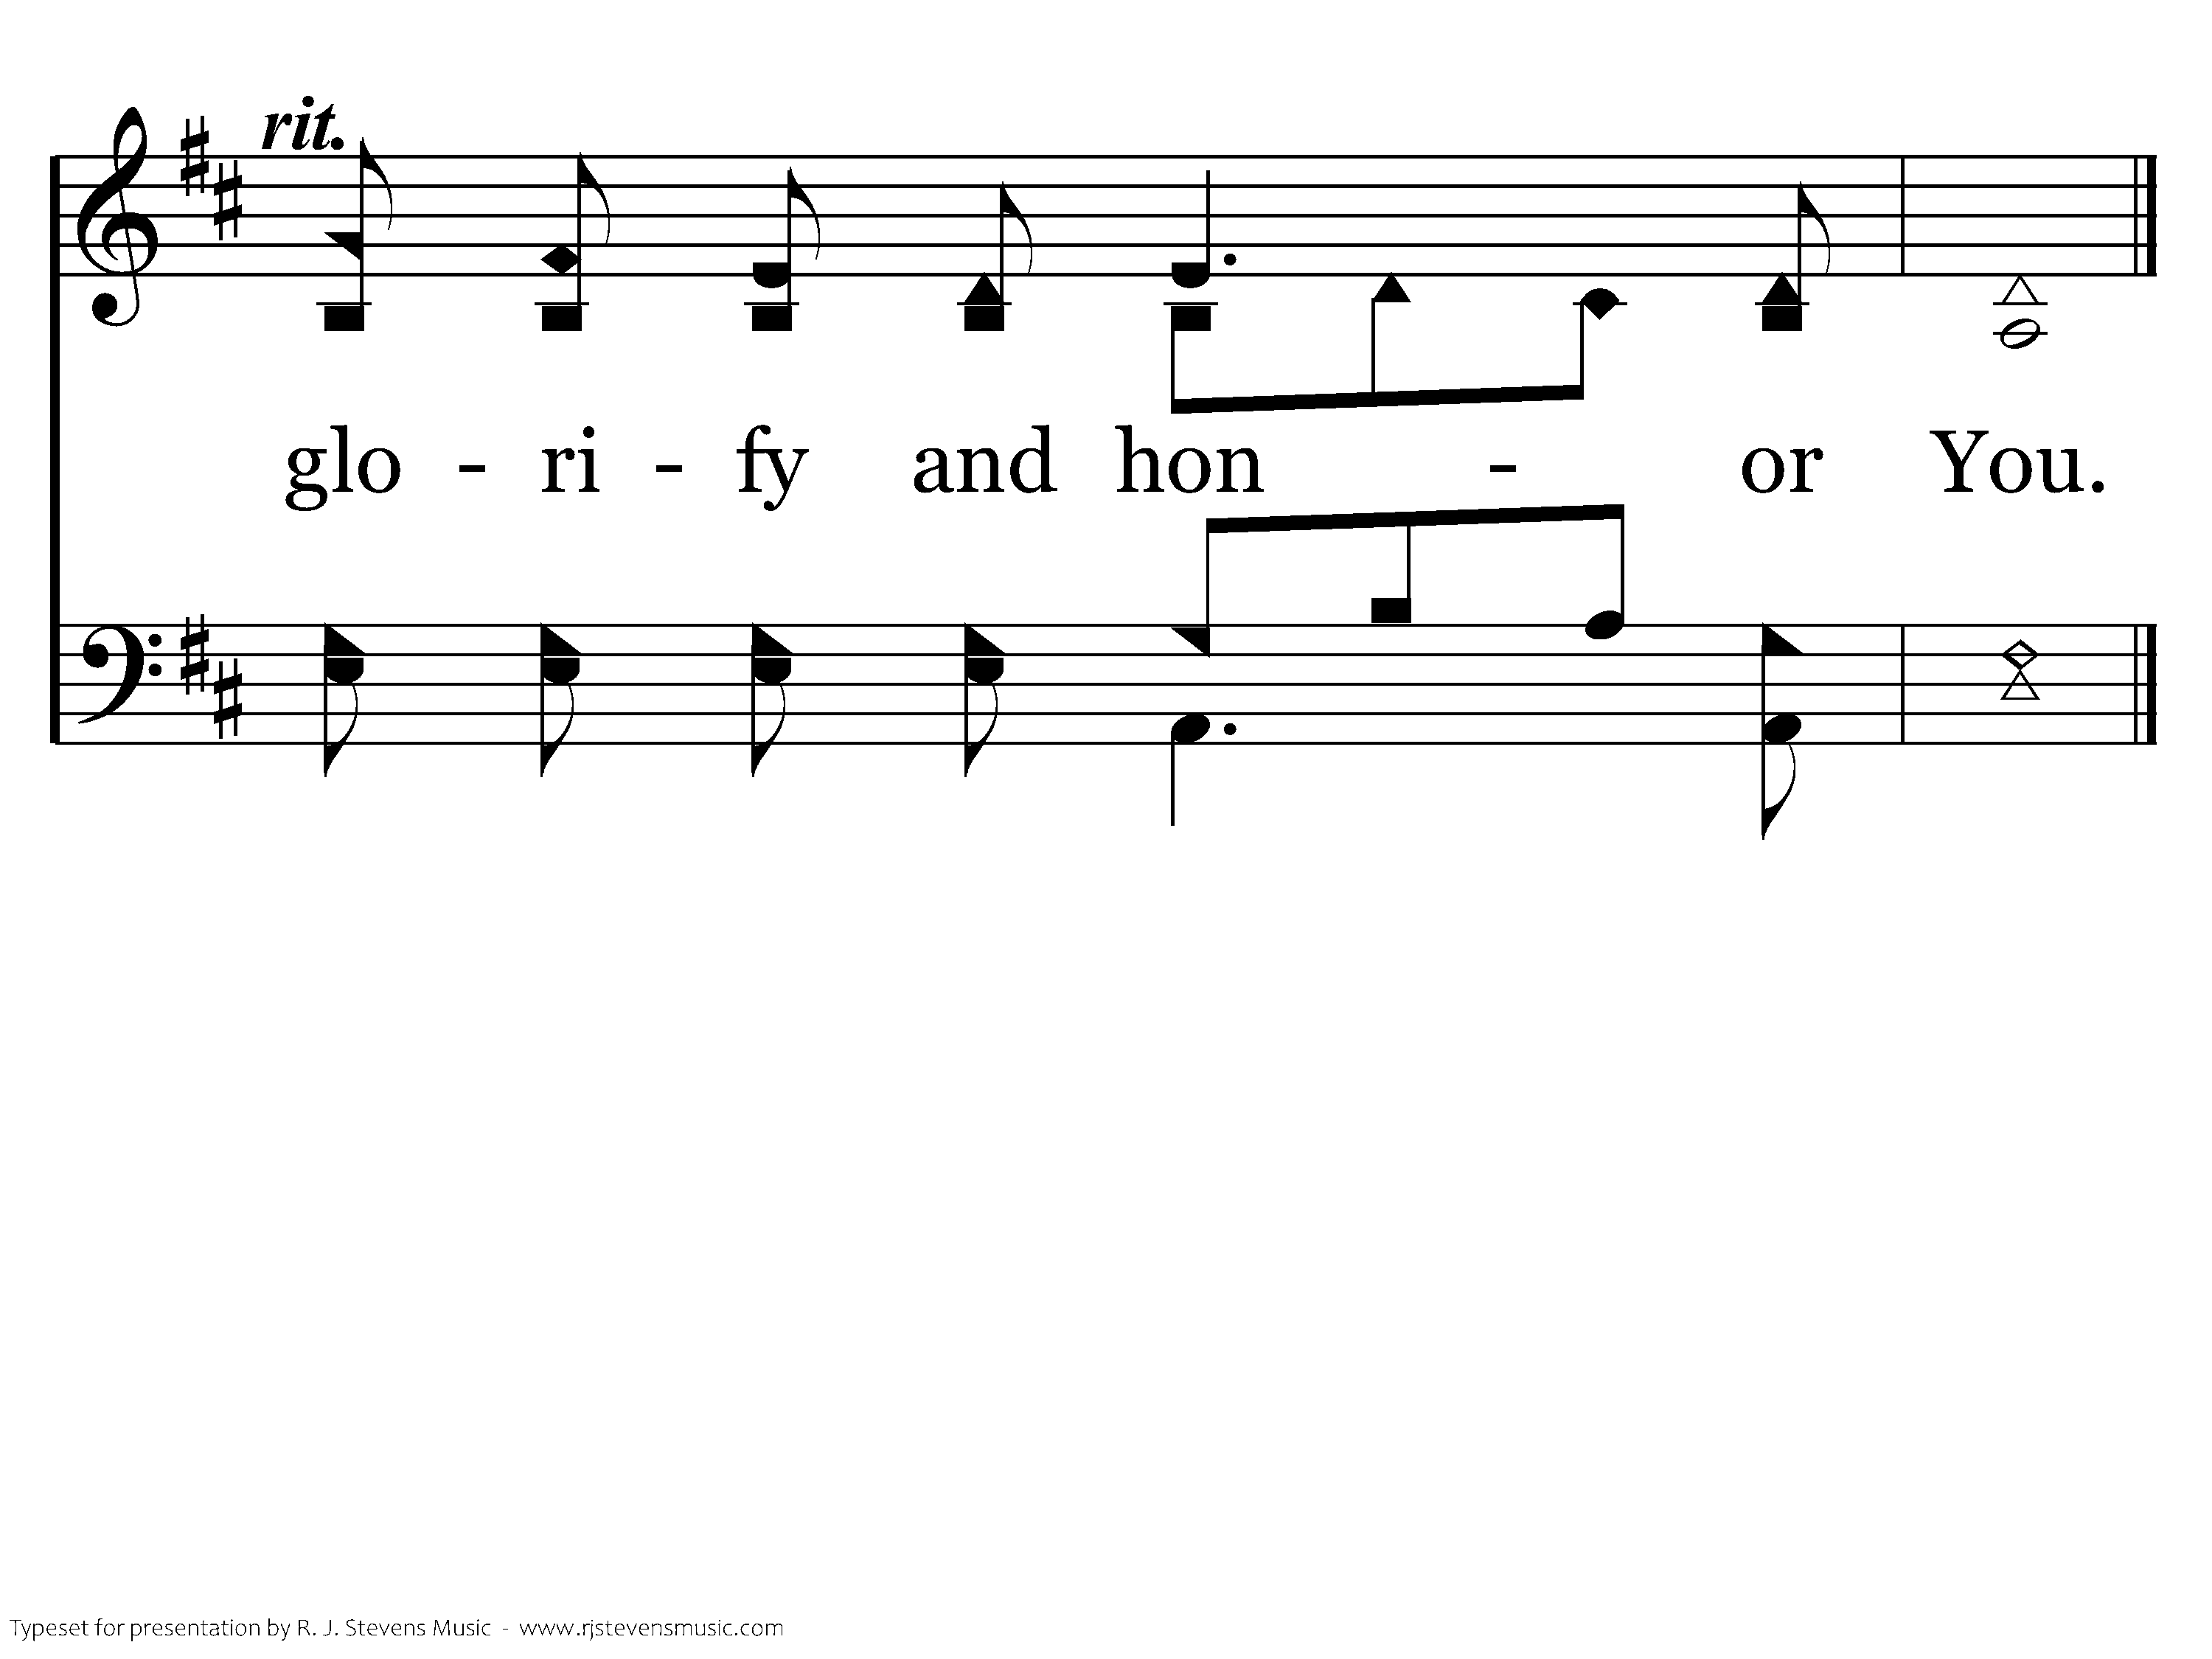 rit.
glo - ri - fy and hon - or You.
Typeset for presentation by R. J. Stevens Music - www.rjstevensmusic.com